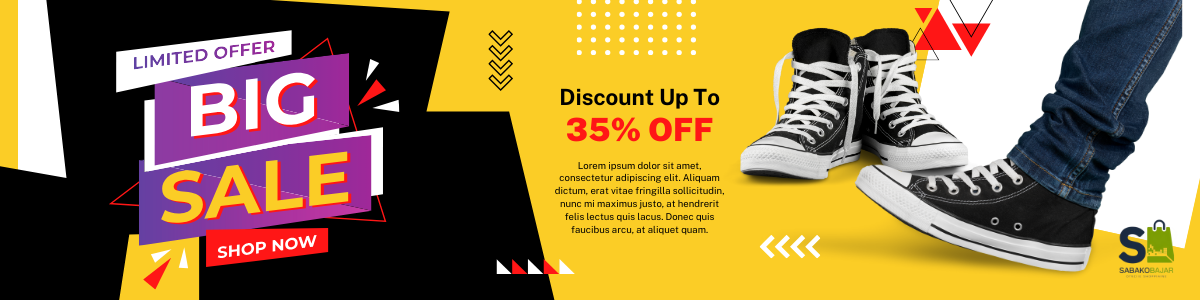 LIMITED OFFER
BIG
SALE
SHOP NOW
Discount Up To
35% OFF
Lorem ipsum dolor sit amet,
consectetur adipiscing elit. Aliquam
dictum, erat vitae fringilla sollicitudin,
nunc mi maximus justo, at hendrerit
felis lectus quis lacus. Donec quis
faucibus arcu, at aliquet quam.
S
SABAKOBAJAR